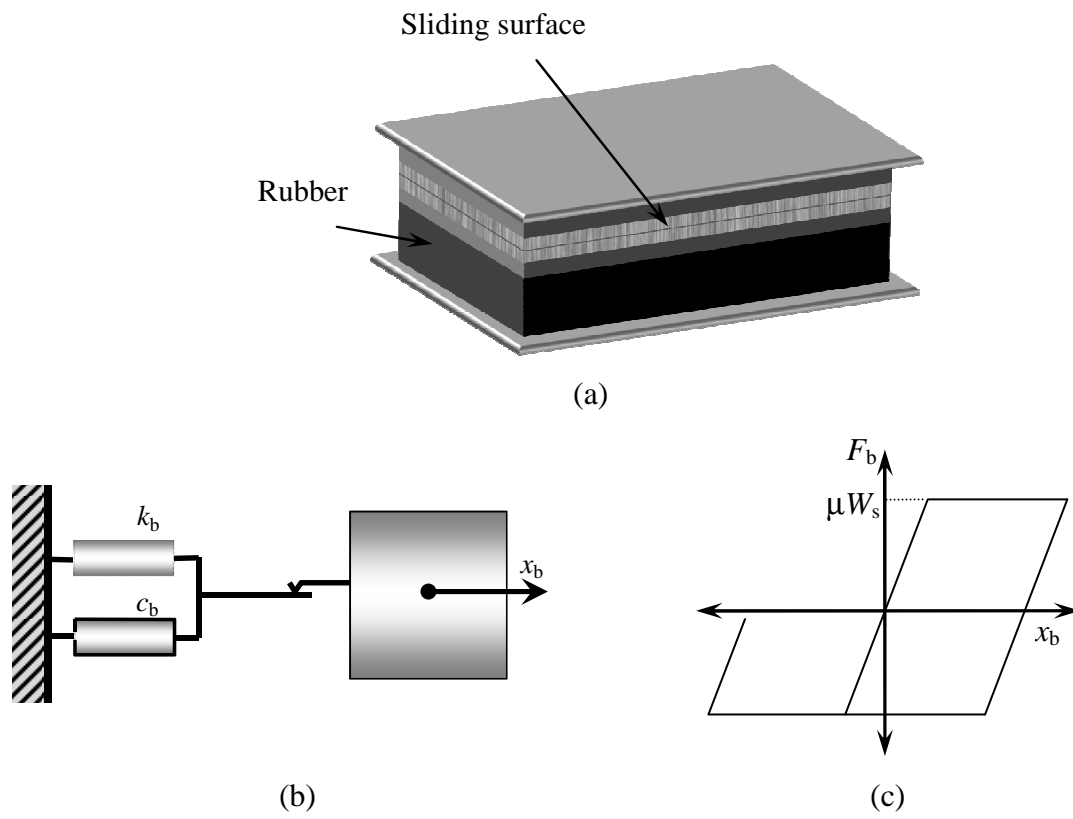 Sliding surface
Rubber
(a)
k_b
c_b
x_b
(b)
F_b
μW_s
x_b
(c)